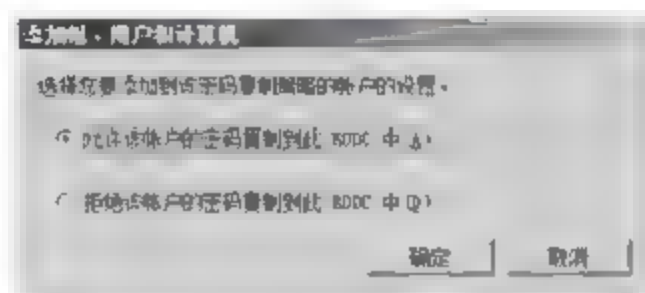 添加组、用户和计算机
选择您要添加到该密码复制策略的帐户的设置。
允许该帐户的密码复制到此 RODC 中(A)
拒绝该帐户的密码复制到此 RODC 中(D)
确定 取消